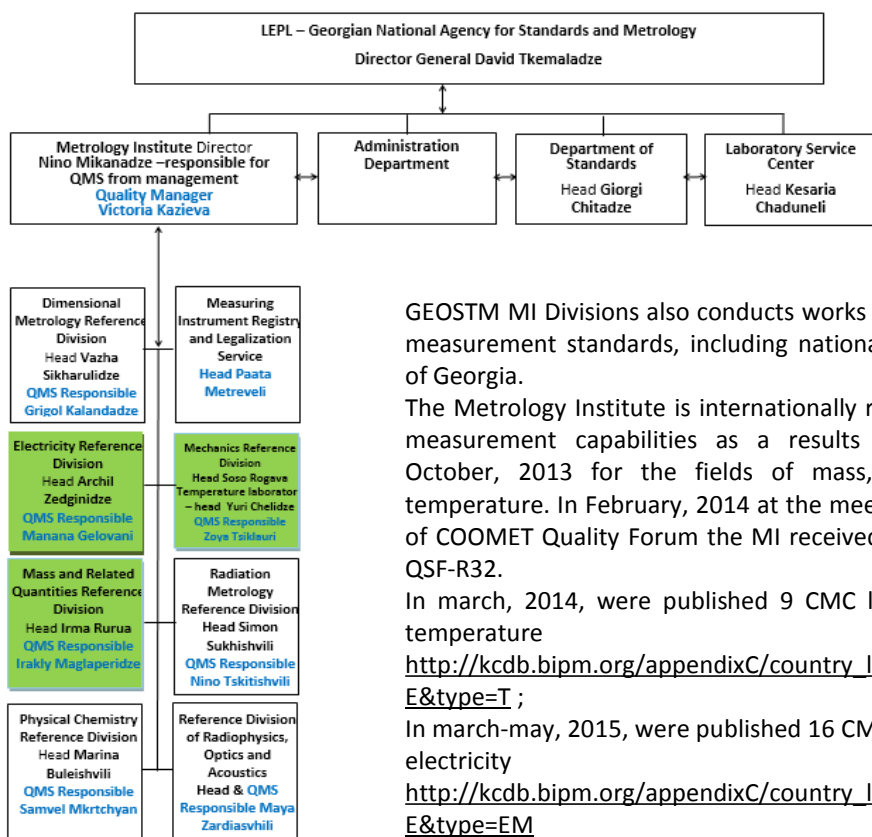 LEPL – Georgian National Agency for Standards and Metrology
Director General David Tkemaladze
Metrology Institute Director
Nino Mikanadze –responsible for
QMS from management
Quality Manager
Victoria Kazieva
Administration
Department
Department of
Standards
Head Giorgi
Chitadze
Laboratory Service
Center
Head Kesaria
Chaduneli
Dimensional
Metrology Reference
Division
Head Vazha
Sikharulidze
QMS Responsible
Grigol Kalandadze
Measuring
Instrument Registry
and Legalization
Service
Head Paata
Metreveli
Electricity Reference
Division
Head Archil
Zedginidze
QMS Responsible
Manana Gelovani
Mechanics Reference
Division
Head Soso Rogava
Temperature laborator
– head Yuri Chelidze
QMS Responsible
Zoya Tsiklauri
Mass and Related
Quantities Reference
Division
Head Irma Rurua
QMS Responsible
Irakly Maglaperidze
Radiation
Metrology
Reference Division
Head Simon
Sukhishvili
QMS Responsible
Nino Tskitishvili
Physical Chemistry
Reference Division
Head Marina
Buleishvili
QMS Responsible
Samvel Mkrtchyan
Reference Division
of Radiophysics,
Optics and
Acoustics
Head & QMS
Responsible Maya
Zardiasvhili
GEOSTM MI Divisions also conducts works
measurement standards, including nationa
of Georgia.
The Metrology Institute is internationally r
measurement capabilities as a results
October, 2013 for the fields of mass,
temperature. In February, 2014 at the mee
of COOMET Quality Forum the MI received
QSF-R32.
In march, 2014, were published 9 CMC l
temperature
http://kcdb.bipm.org/appendixC/country_l
E&type=T ;
In march-may, 2015, were published 16 CM
electricity
http://kcdb.bipm.org/appendixC/country_l
E&type=EM